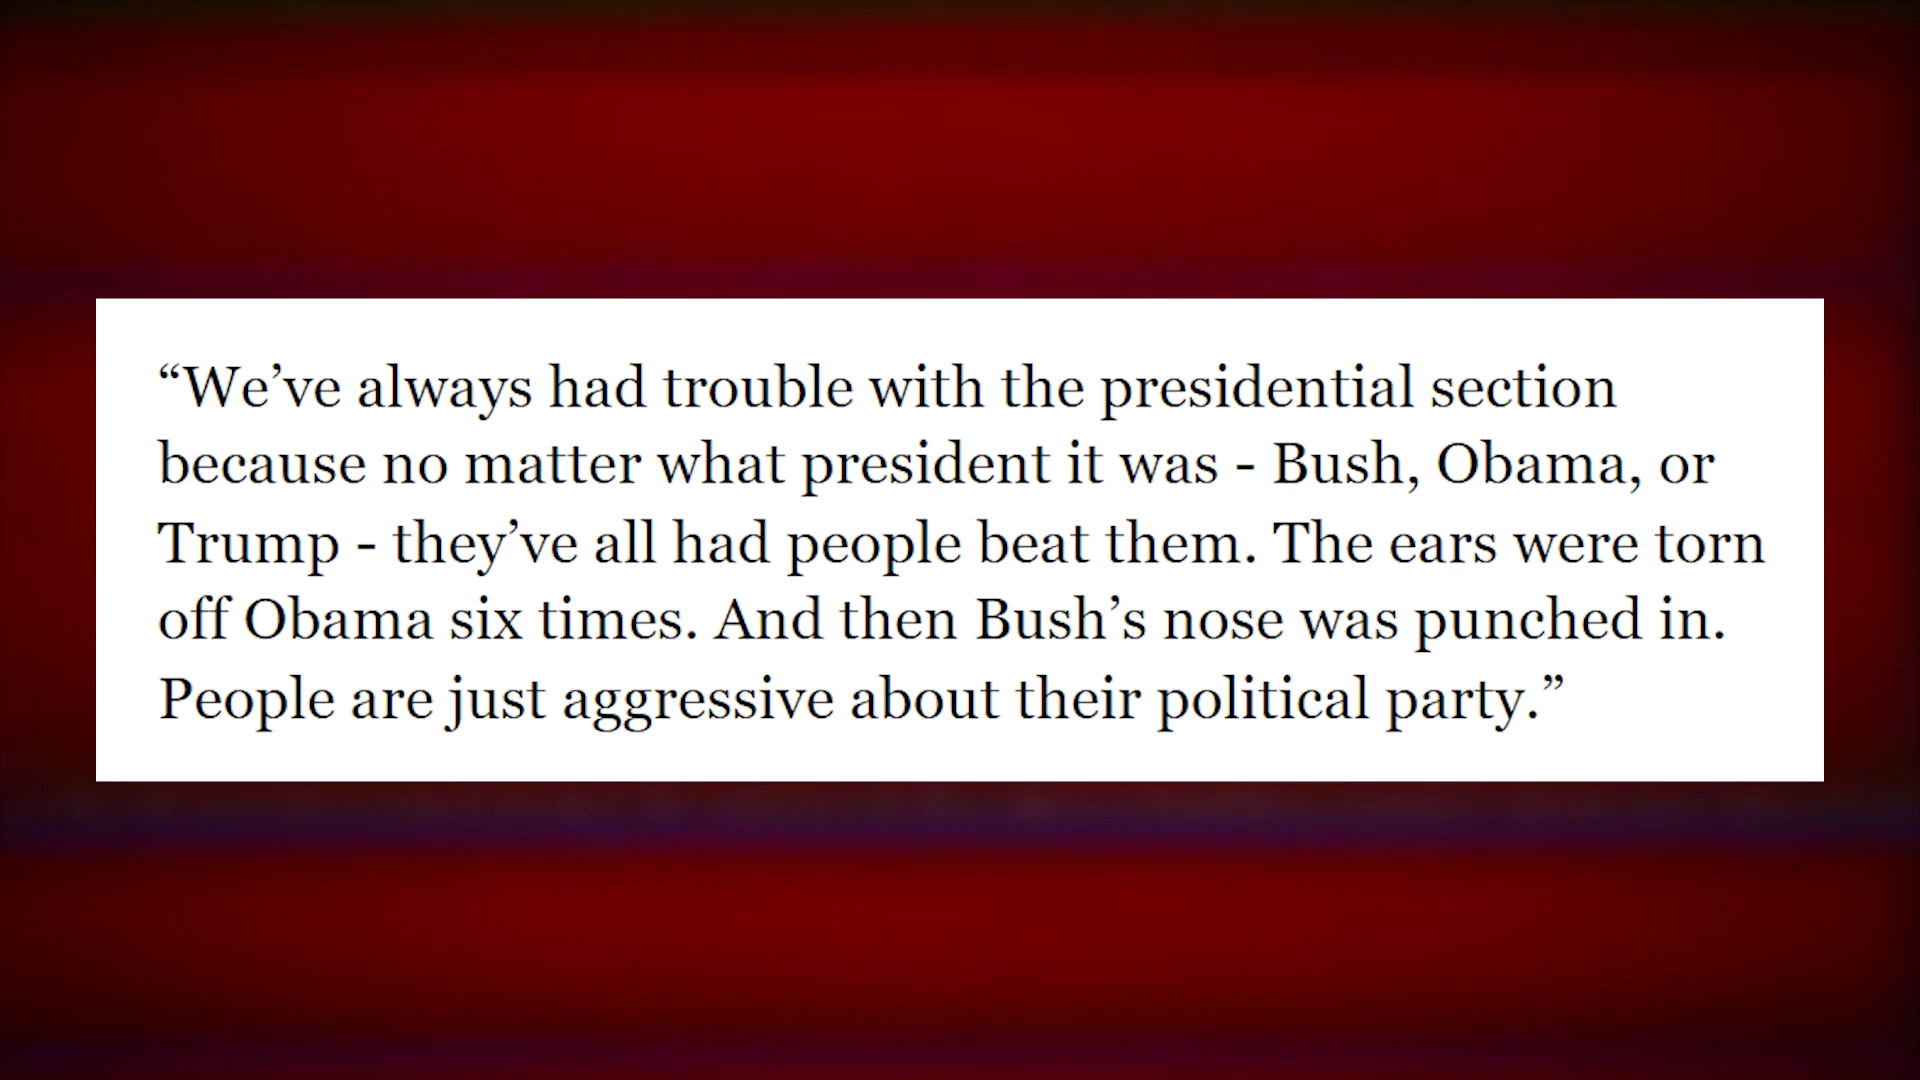 “We’ve always had trouble with the presidential section
because no matter what president it was - Bush, Obama, or
Trump - they’ve all had people beat them. The ears were torn
off Obama six times. And then Bush’s nose was punched in.
People are just aggressive about their political party.”